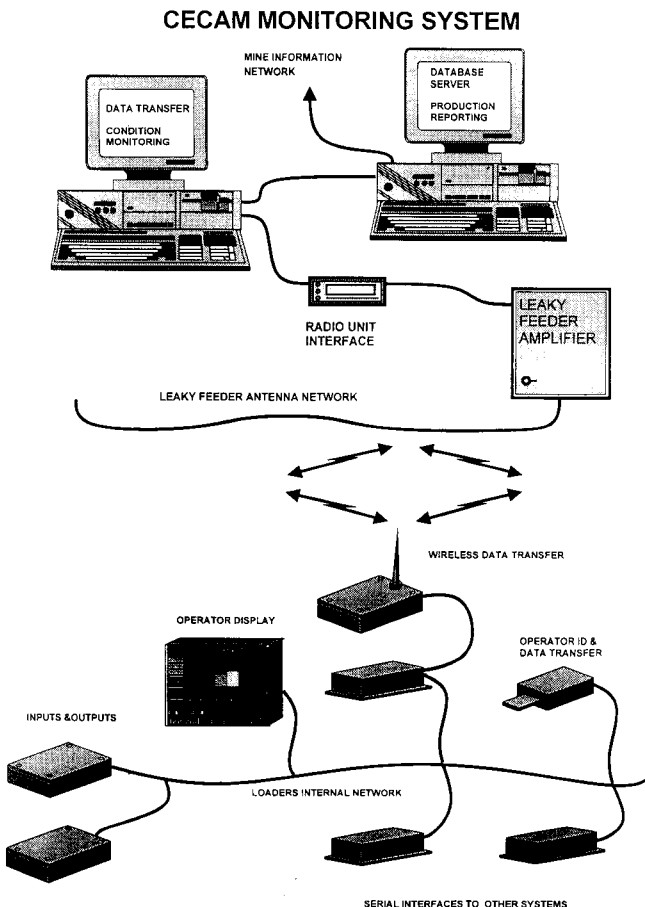 CECAM MONITORING SYSTEM
MINE INFORMATION
NETWORK
DATA TRANSFER
CONDITION
MONITORING
DATABASE
SERVER
PRODUCTION
REPORTING
RADIO UNIT
INTERFACE
LEAKY
FEEDER
AMPLIFIER
LEAKY FEEDER ANTENNA NETWORK
WIRELESS DATA TRANSFER
OPERATOR DISPLAY
OPERATOR ID &
DATA TRANSFER
INPUTS &OUTPUTS
LOADERS INTERNAL NETWORK
SERIAL INTERFACES TO OTHER SYSTEMS